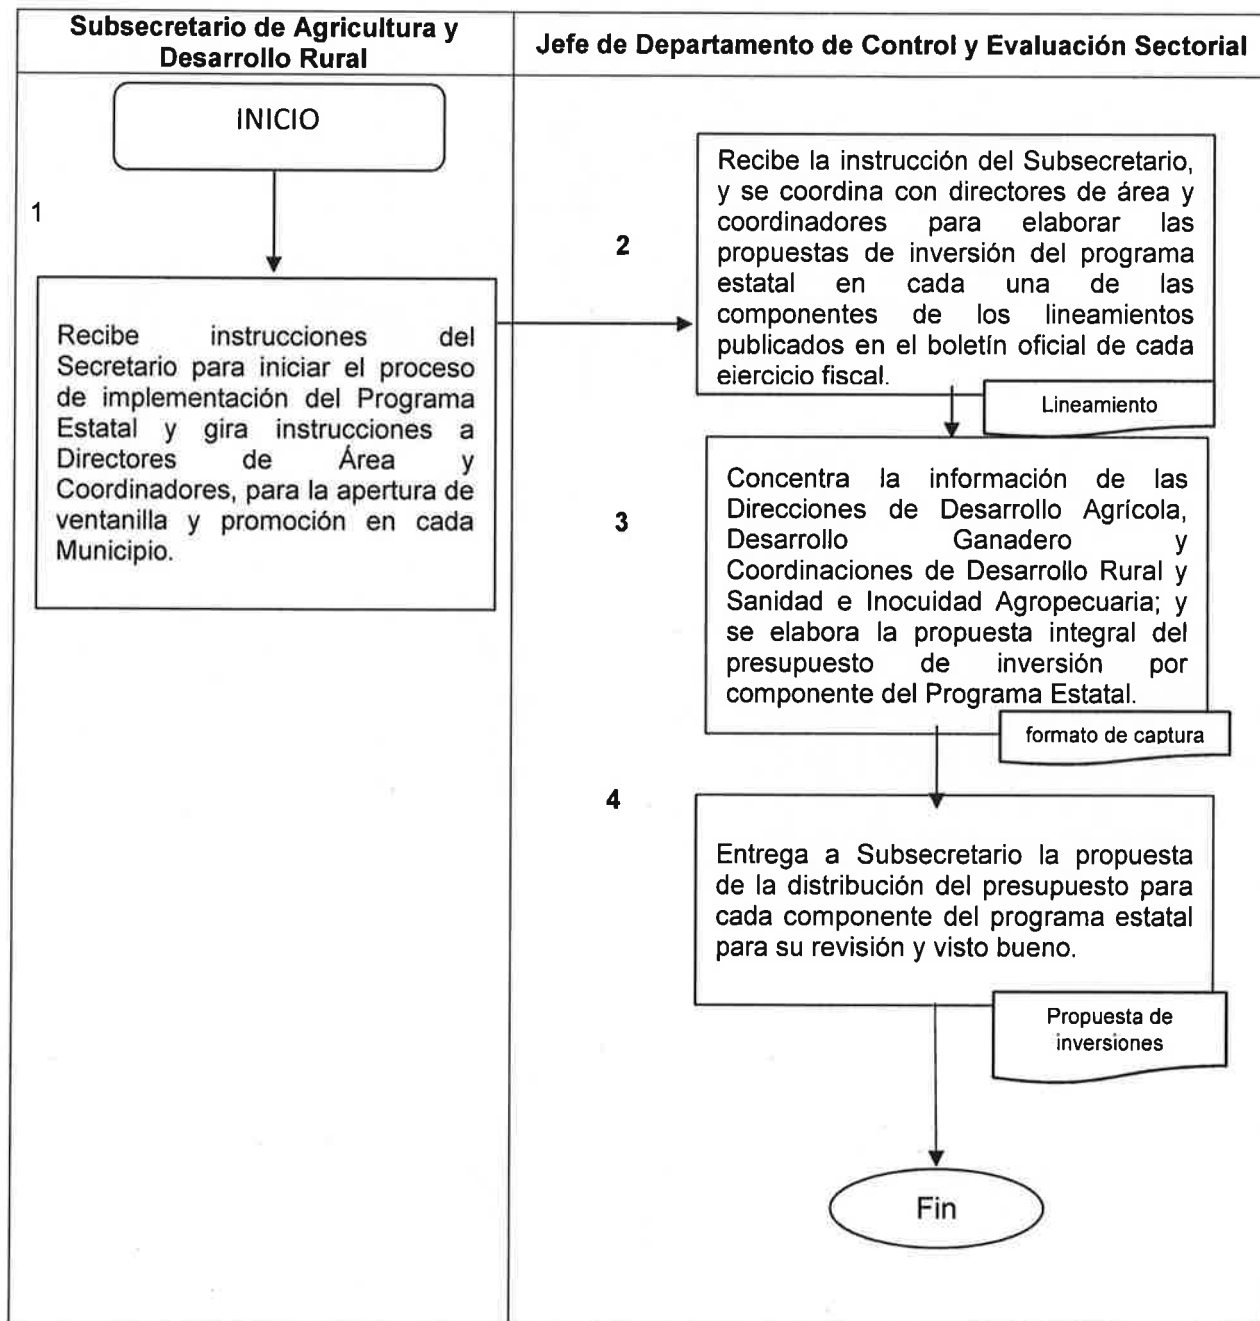 Subsecretario de Agricultura y
Desarrollo Rural
Jefe de Departamento de Control y Evaluación Sectorial
INICIO
1
Recibe instrucciones del
Secretario para iniciar el proceso
de implementación del Programa
Estatal y gira instrucciones a
Directores de Área y
Coordinadores, para la apertura de
ventanilla y promoción en cada
Municipio.
2
Recibe la instrucción del Subsecretario,
y se coordina con directores de área y
coordinadores para elaborar las
propuestas de inversión del programa
estatal en cada una de las
componentes de los lineamientos
publicados en el boletín oficial de cada
ejercicio fiscal.
Lineamiento
3
Concentra la información de las
Direcciones de Desarrollo Agrícola,
Desarrollo Ganadero y
Coordinaciones de Desarrollo Rural y
Sanidad e Inocuidad Agropecuaria; y
se elabora la propuesta integral del
presupuesto de inversión por
componente del Programa Estatal.
formato de captura
4
Entrega a Subsecretario la propuesta
de la distribución del presupuesto para
cada componente del programa estatal
para su revisión y visto bueno.
Propuesta de
inversiones
Fin